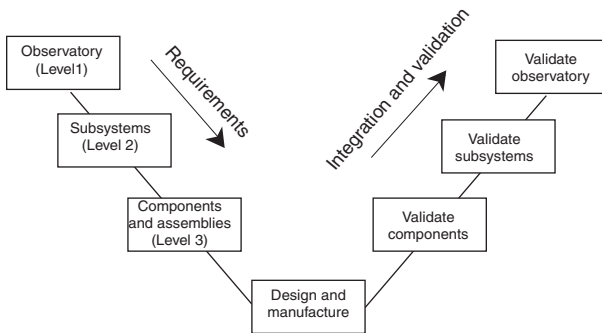 Observatory
(Level1)
Requirements
Subsystems
(Level 2)
Components
and assemblies
(Level 3)
Design and
manufacture
Integration and validation
Validate
observatory
Validate
subsystems
Validate
components